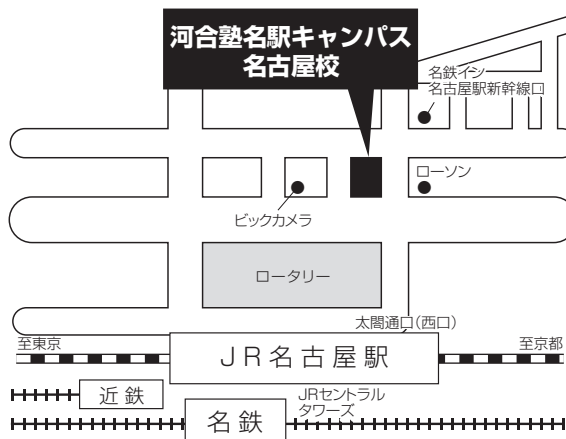 河合塾名駅キャンパス
名古屋校
名鉄イン
名古屋駅新幹線口
ローソン
ビックカメラ
ロータリー
太閤通口(西口)
至東京
JR名古屋駅
至京都
近鉄
JRセントラル
タワーズ
名鉄